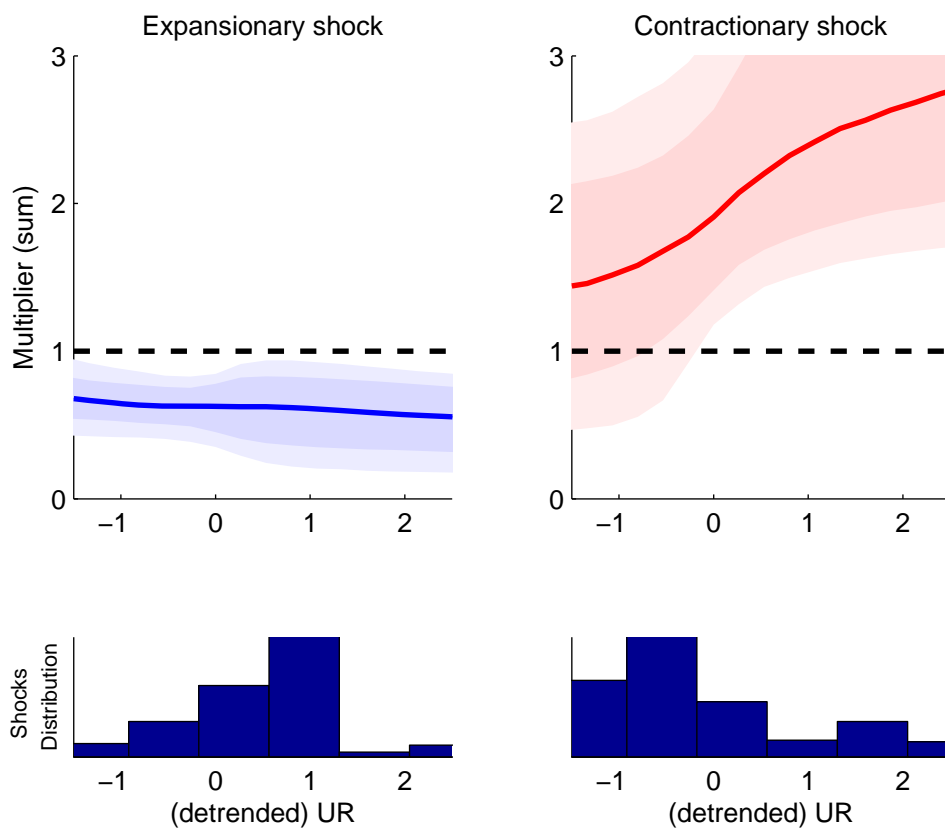 Expansionary shock
Contractionary shock
Multiplier (sum)
3
2
1
0
−1 0 1 2
3
2
1
0
−1 0 1 2
Shocks
Distribution
−1 0 1 2
(detrended) UR
−1 0 1 2
(detrended) UR